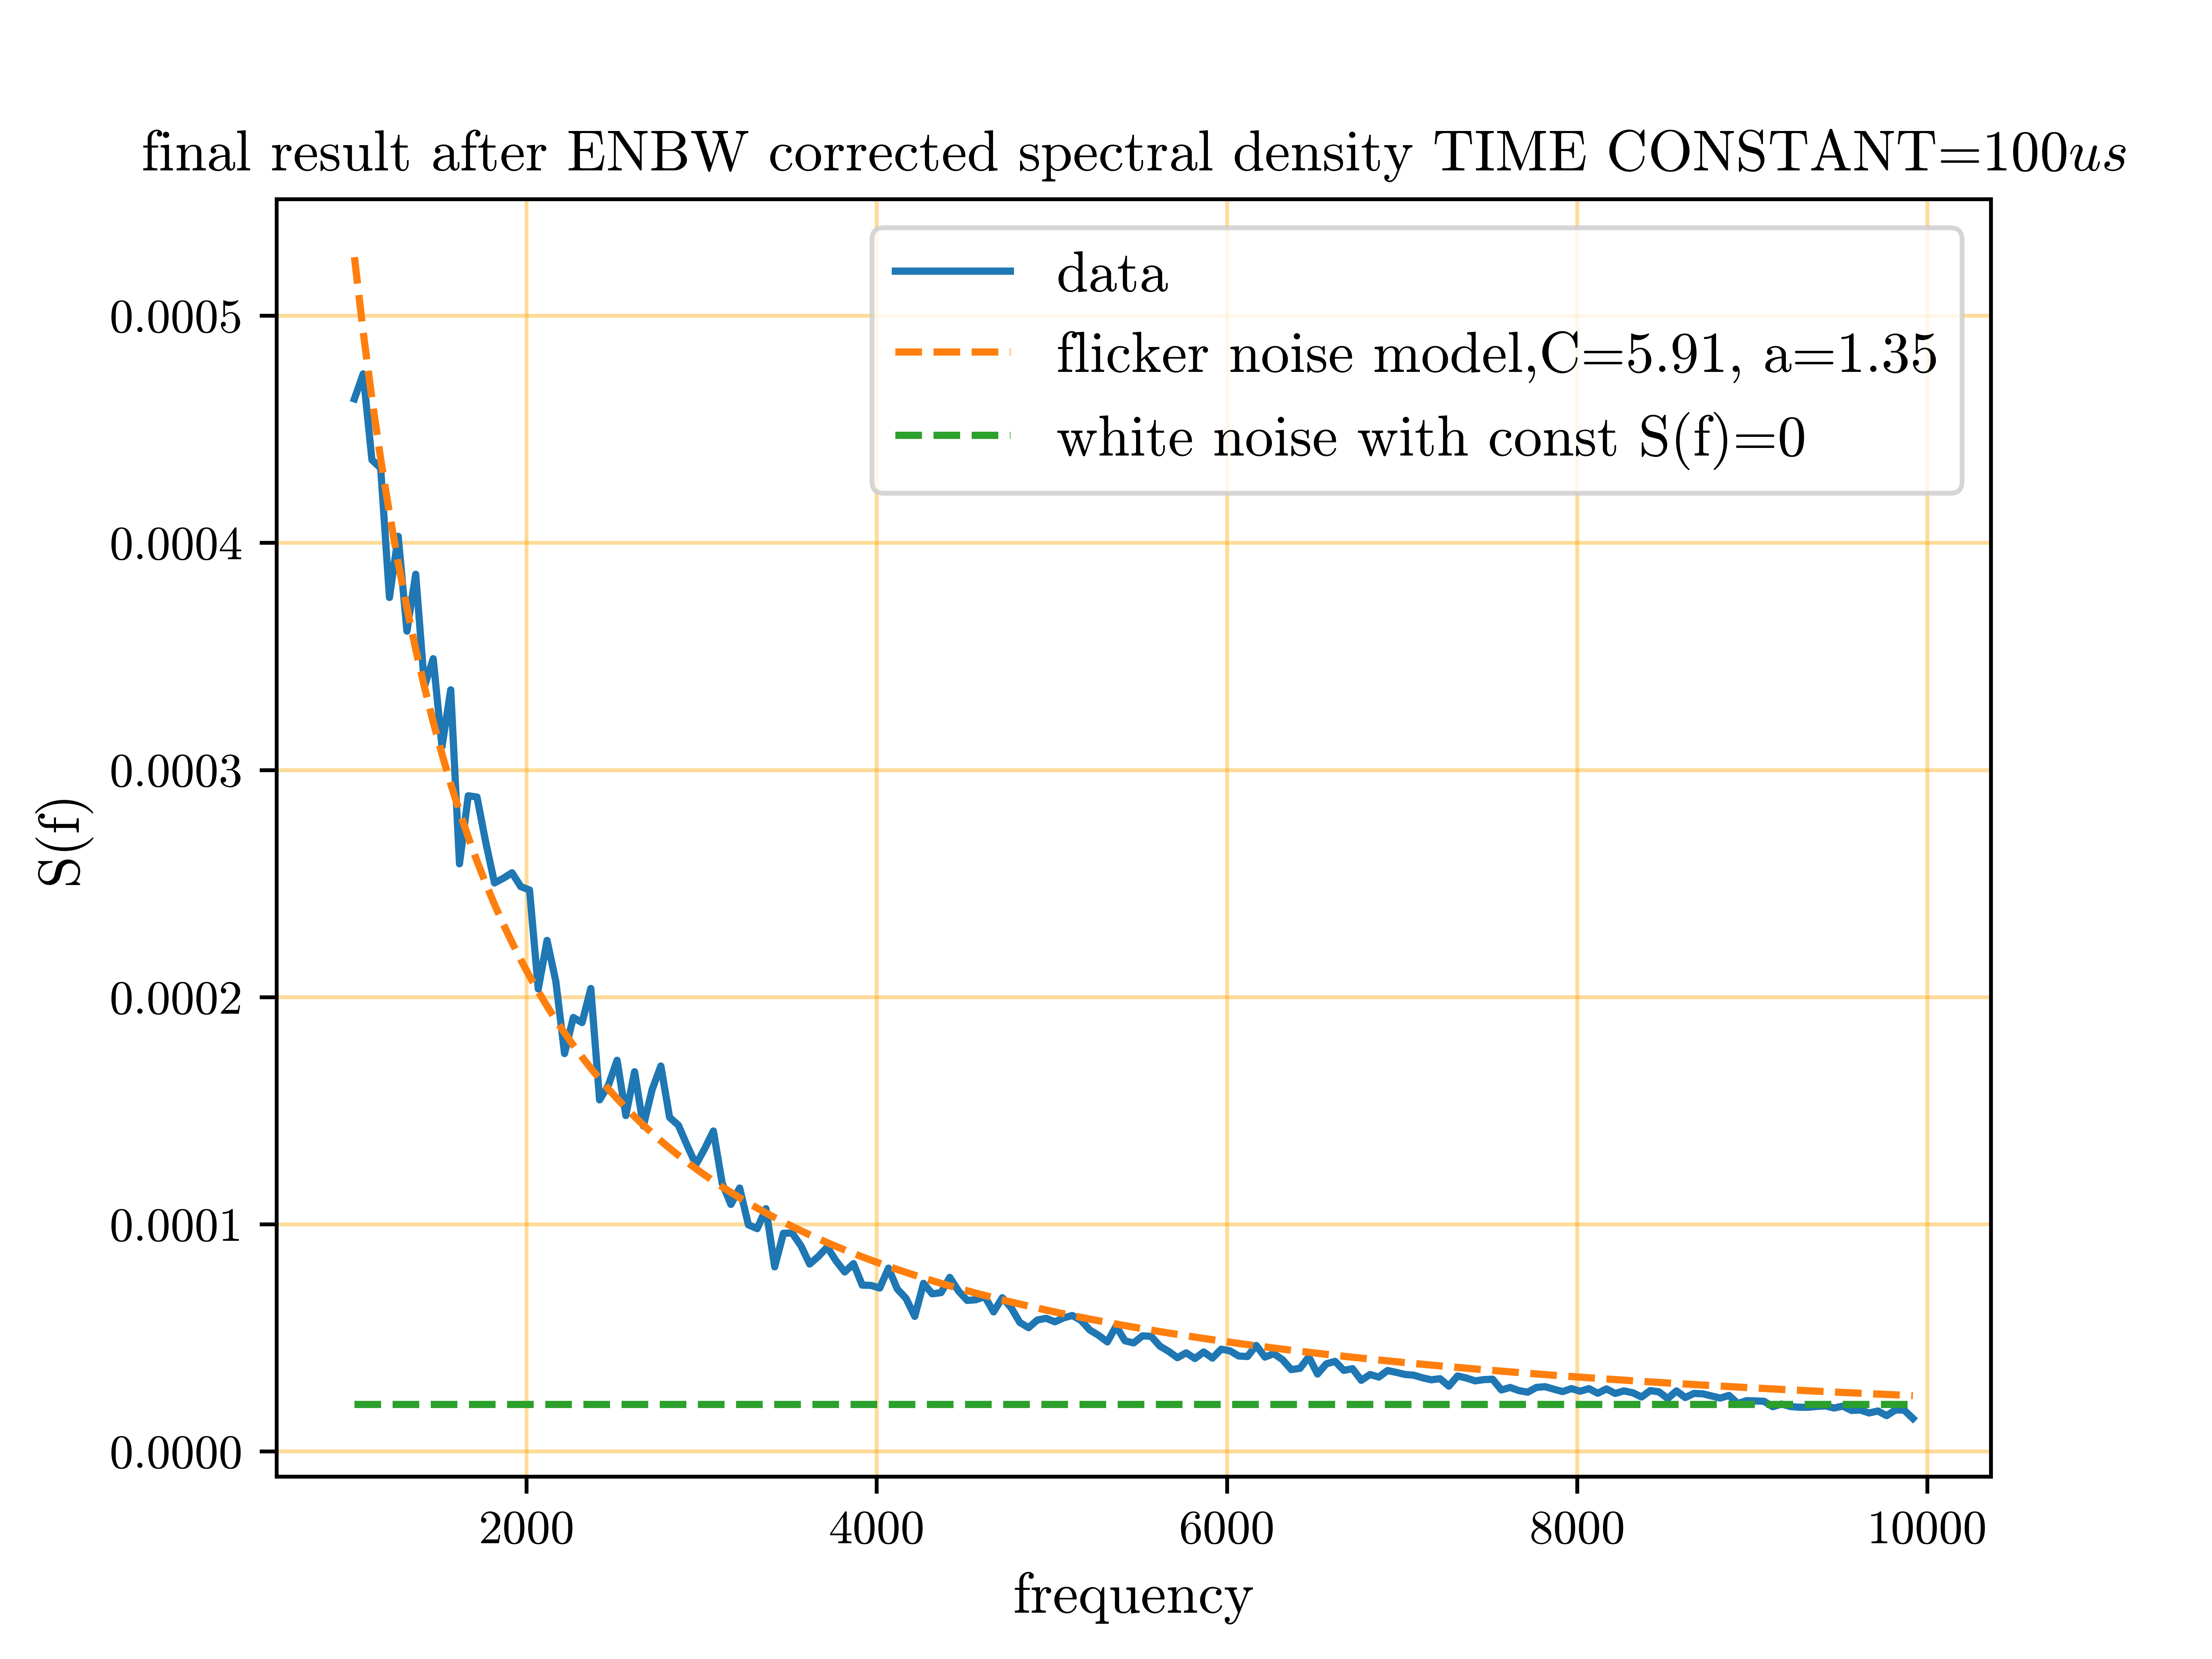 final result after ENBW corrected spectral density TIME CONSTANT=100us
data
flicker noise model,C=5.91, a=1.35
white noise with const S(f)=0
0.0005
0.0004
0.0003
0.0002
0.0001
0.0000
S(f)
2000 4000 6000 8000 10000
frequency